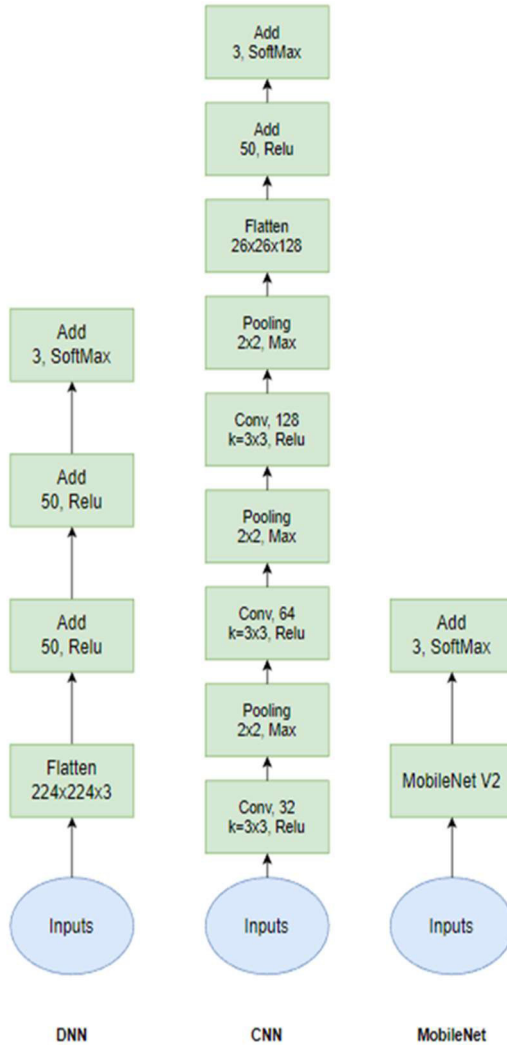 Add
3, SoftMax
Add
50, Relu
Add
50, Relu
Flatten
224x224x3
Inputs
DNN
Add
3, SoftMax
Add
50, Relu
Flatten
26x26x128
Pooling
2x2, Max
Conv, 128
k=3x3, Relu
Pooling
2x2, Max
Conv, 64
k=3x3, Relu
Pooling
2x2, Max
Conv, 32
k=3x3, Relu
Inputs
CNN
Add
3, SoftMax
MobileNet V2
Inputs
MobileNet